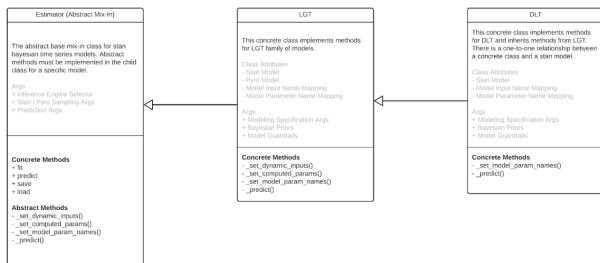 Estimator (Abstract Mix-In)
The abstract base mix-in class for stan
bayesian time series models. Abstract
methods must be implemented in the child
class for a specific model.
Args
+ Inference Engine Selector
+ Stan / Pyro Sampling Args
+ Prediction Args
Concrete Methods
+ fit
+ predict
+ save
+ load
Abstract Methods
- _set_dynamic_inputs()
- _set_computed_params()
- _set_model_param_names()
- _predict()
LGT
This concrete class implements methods
for LGT family of models.
Class Attributes
- Stan Model
- Pyro Model
- Model Input Name Mapping
- Model Parameter Name Mapping
Args
+ Modeling Specification Args
+ Bayesian Priors
+ Model Guardrails
Concrete Methods
- _set_dynamic_inputs()
- _set_computed_params()
- _set_model_param_names()
- _predict()
DLT
This concrete class implements methods
for DLT and inherits methods from LGT.
There is a one-to-one relationship between
a concrete class and a stan model.
Class Attributes
- Stan Model
- Model Input Name Mapping
- Model Parameter Name Mapping
Args
+ Modeling Specification Args
+ Bayesian Priors
+ Model Guardrails
Concrete Methods
- _set_model_param_names()
- _predict()